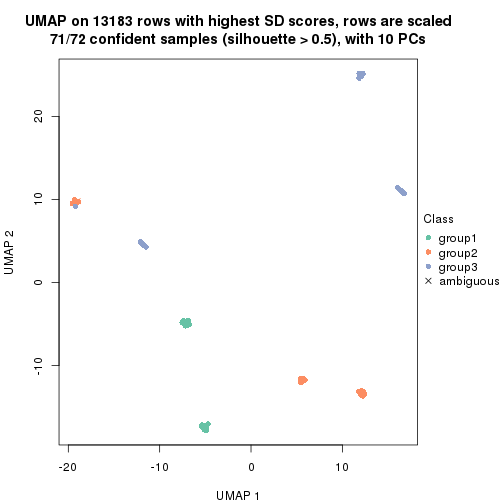 UMAP on 13183 rows with highest SD scores, rows are scaled
71/72 confident samples (silhouette > 0.5), with 10 PCs
20
10
0
-10
UMAP 2
-20
-10
0
10
UMAP 1
Class
group1
group2
group3
ambiguous